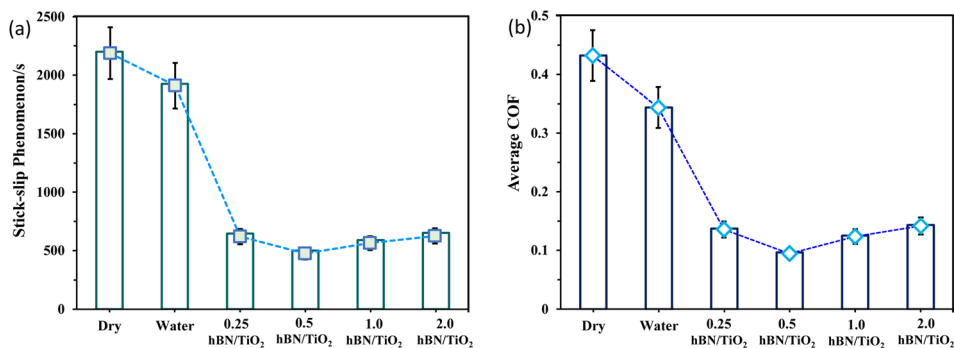 (a)
Stick-slip Phenomenon/s
2500
2000
1500
1000
500
0
Dry
Water
0.25
hBN/TiO₂
0.5
hBN/TiO₂
1.0
hBN/TiO₂
2.0
hBN/TiO₂
(b)
Average COF
0.5
0.4
0.3
0.2
0.1
0
Dry
Water
0.25
hBN/TiO₂
0.5
hBN/TiO₂
1.0
hBN/TiO₂
2.0
hBN/TiO₂